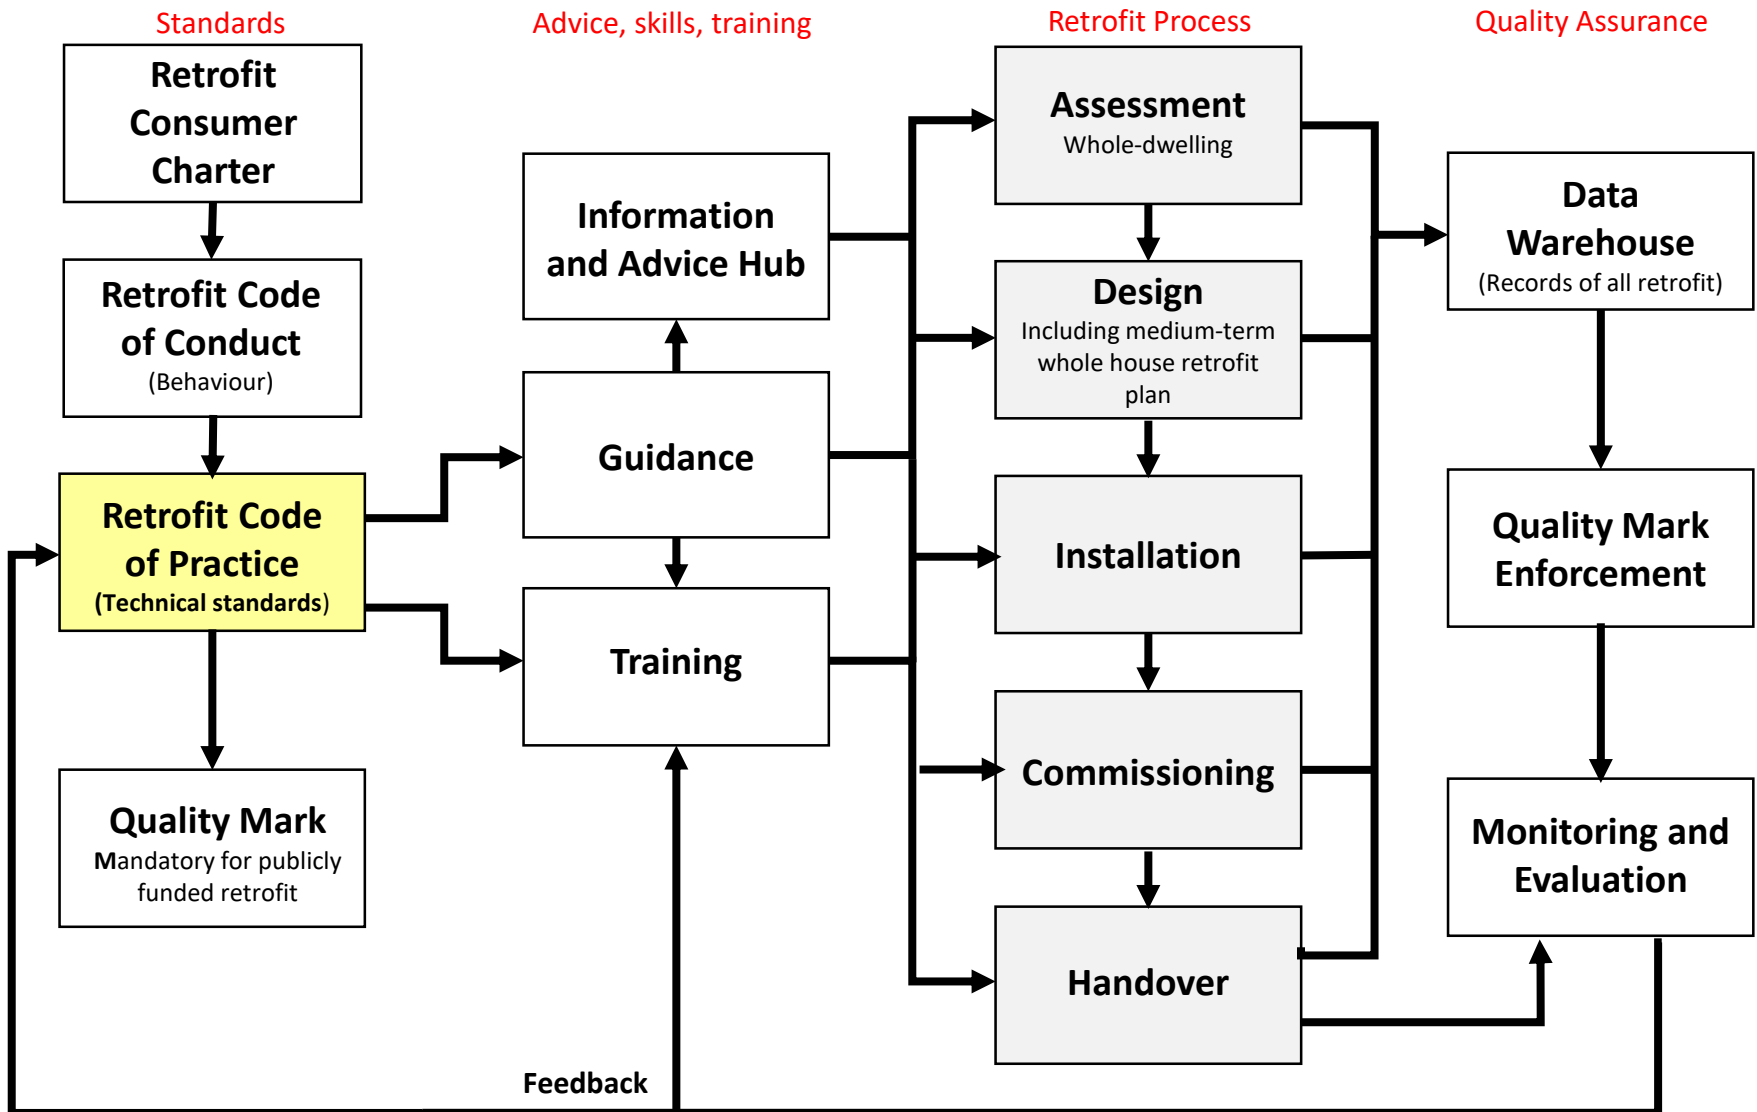 Standards
Retrofit
Consumer
Charter
Retrofit Code
of Conduct
(Behaviour)
Retrofit Code
of Practice
(Technical standards)
Quality Mark
Mandatory for publicly
funded retrofit
Advice, skills, training
Information
and Advice Hub
Guidance
Training
Feedback
Retrofit Process
Assessment
Whole-dwelling
Design
Including medium-term
whole house retrofit
plan
Installation
Commissioning
Handover
Quality Assurance
Data
Warehouse
(Records of all retrofit)
Quality Mark
Enforcement
Monitoring and
Evaluation